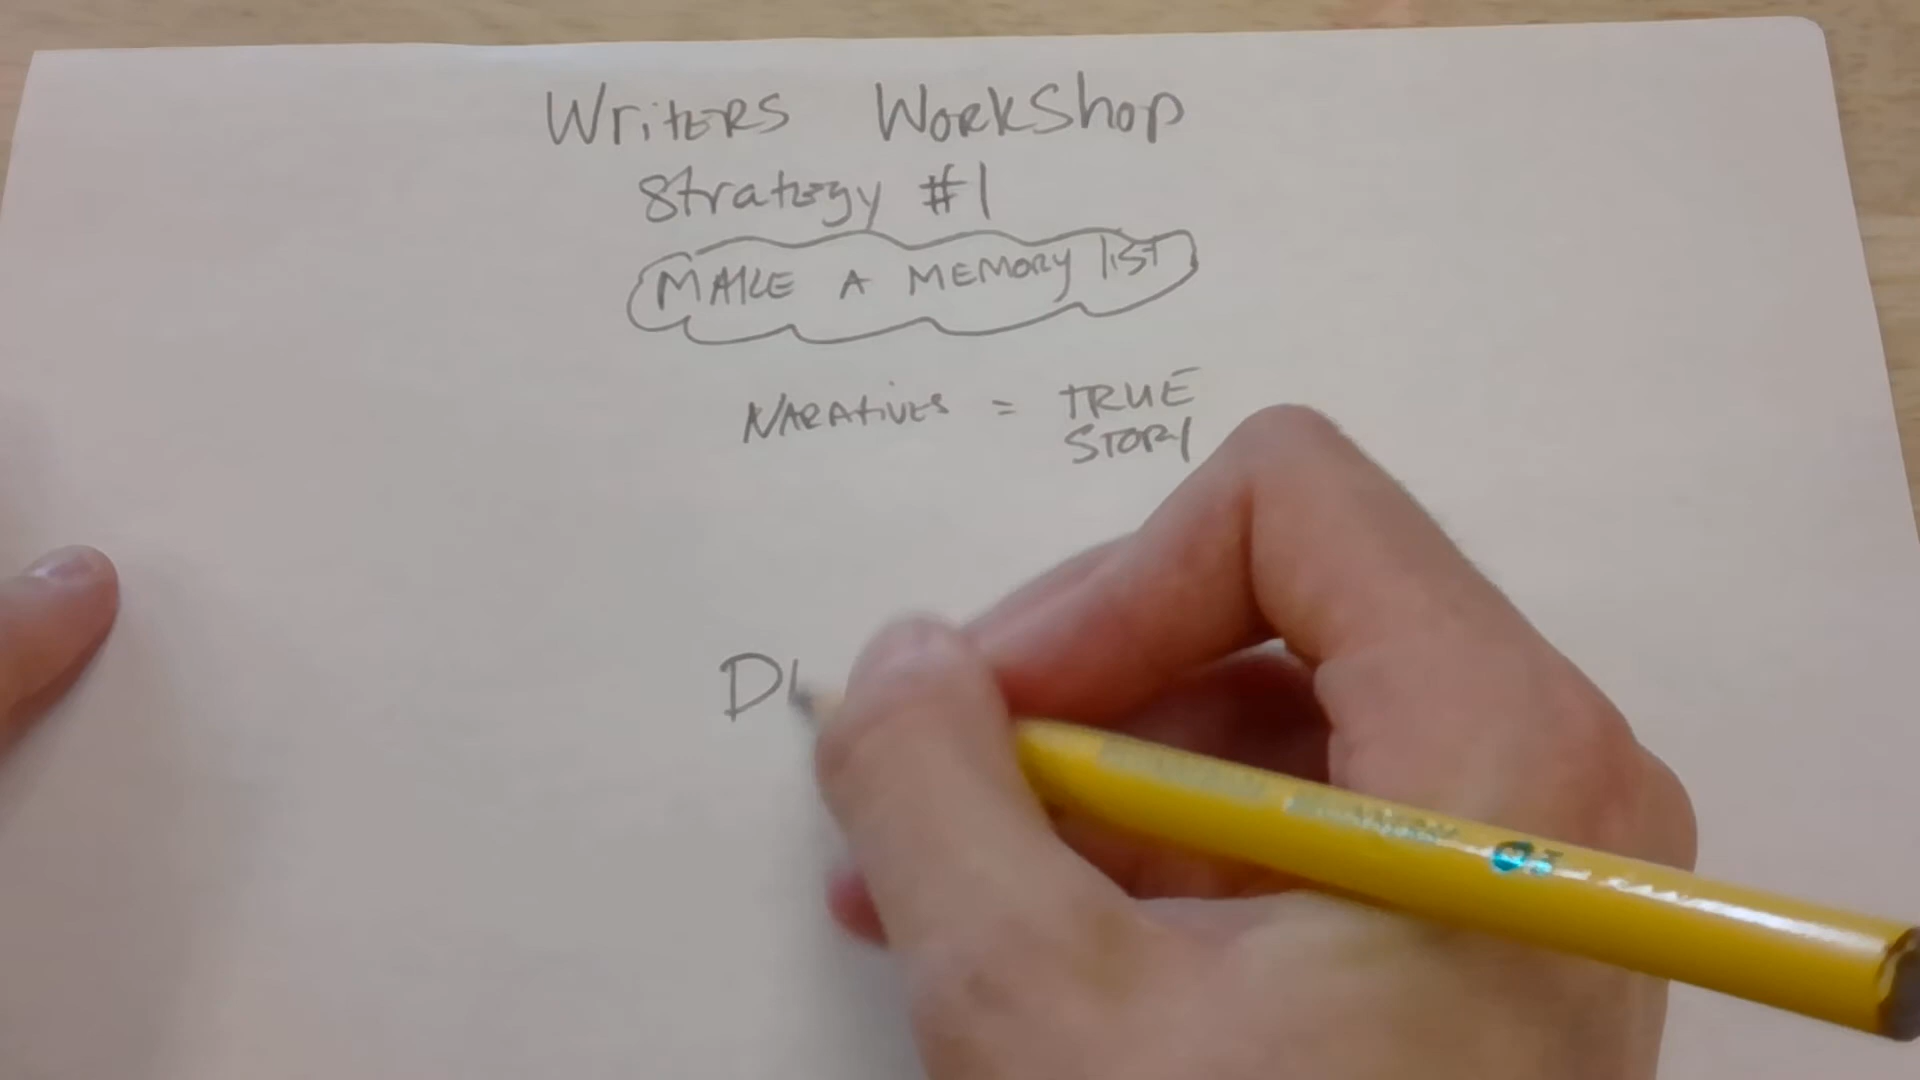 Writers Workshop
Strategy #1
MAKE A MEMORY list
NARATIVES = TRUE
STORY